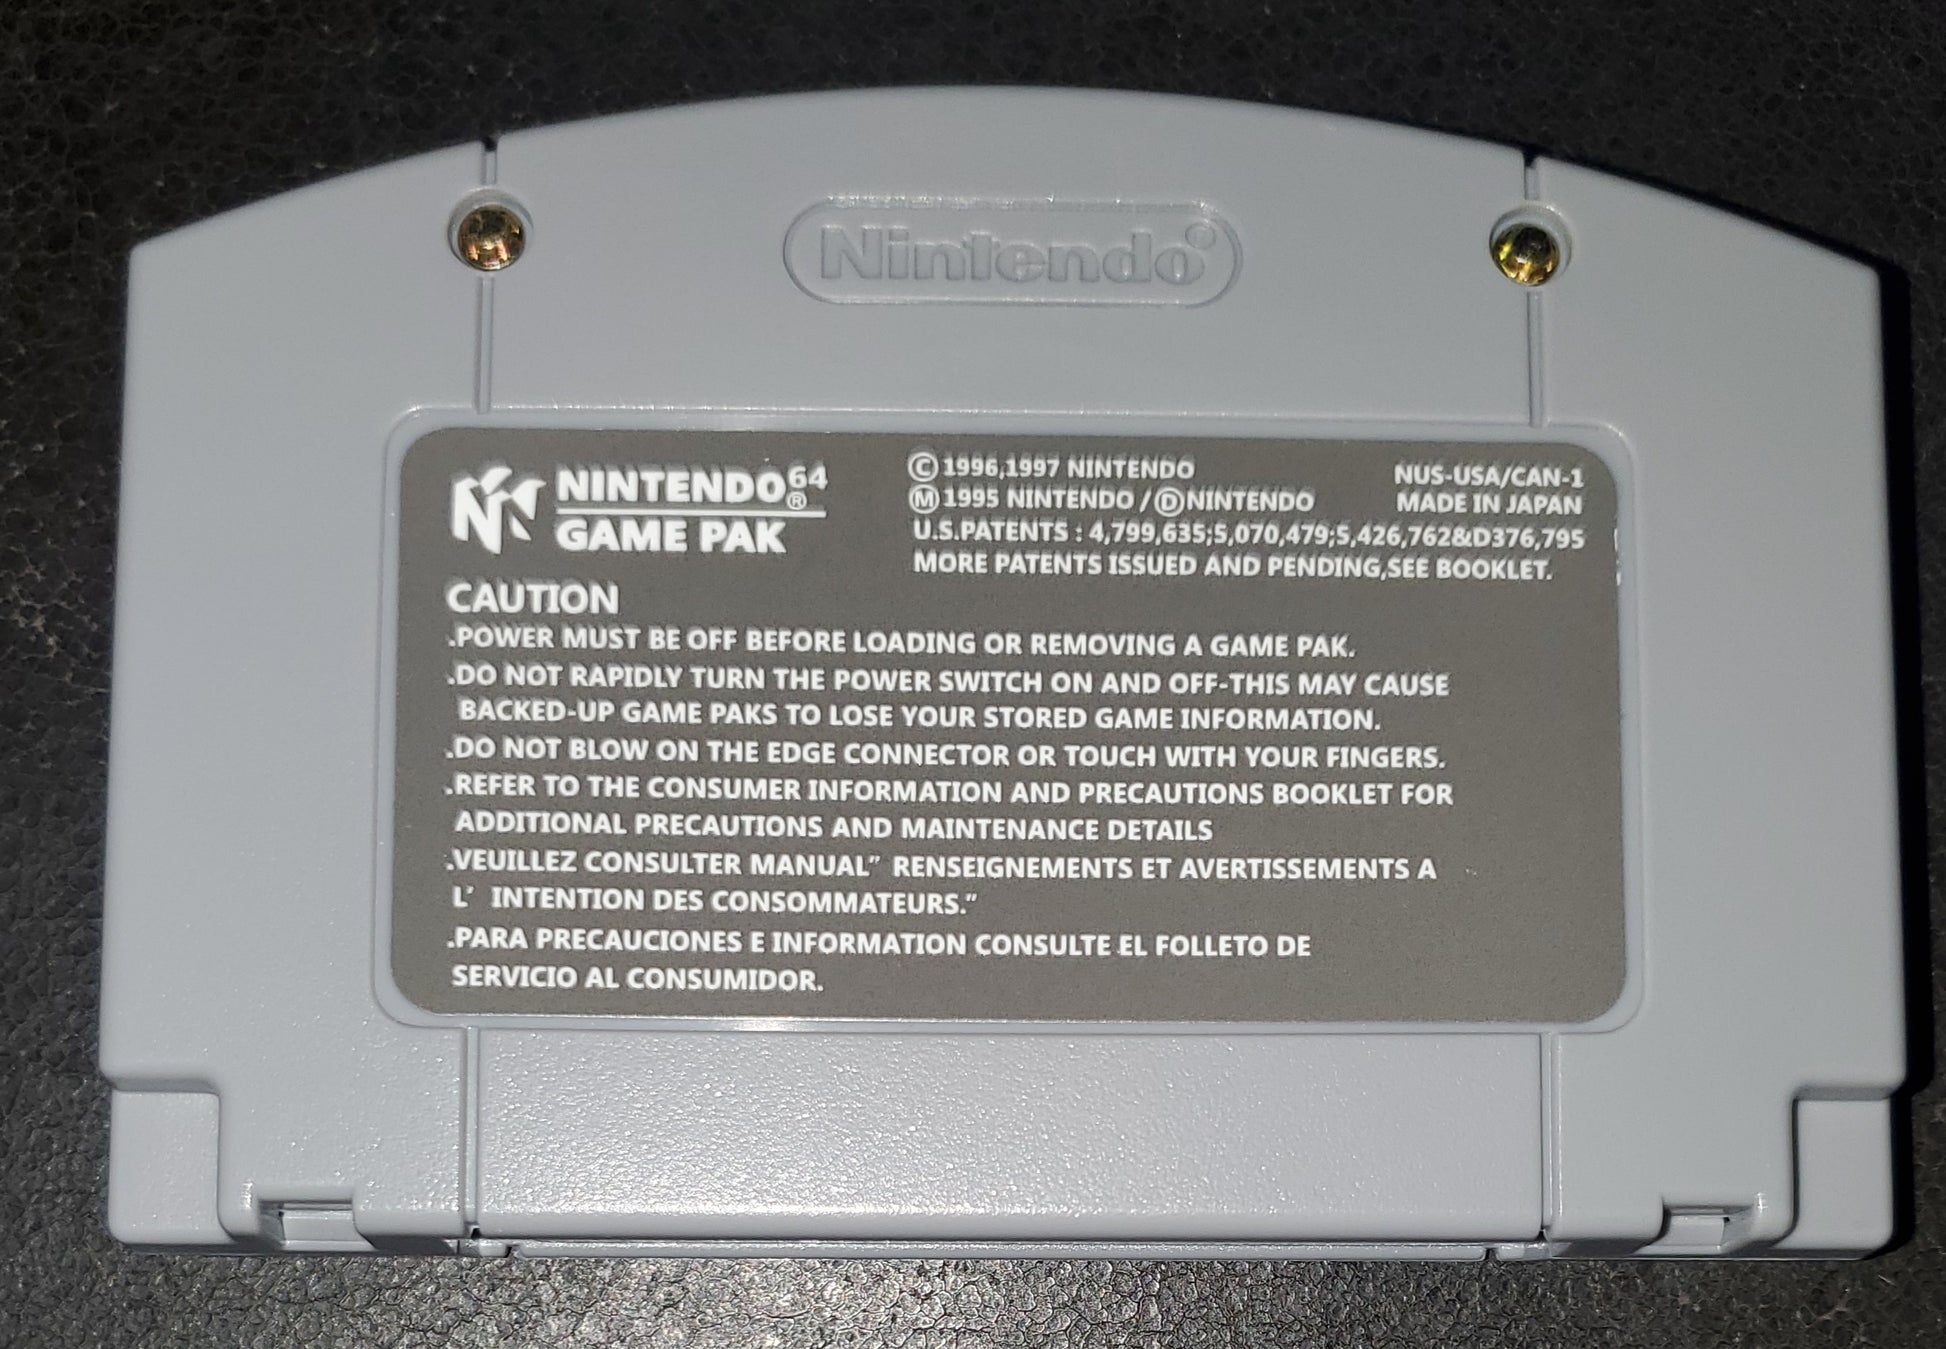 Nintendo
NINTENDO64®
GAME PAK
Ⓒ1996,1997 NINTENDO
Ⓜ1995 NINTENDO/ⒹNINTENDO
U.S.PATENTS : 4,799,635;5,070,479;5,426,762&D376,795
MORE PATENTS ISSUED AND PENDING,SEE BOOKLET.
NUS-USA/CAN-1
MADE IN JAPAN
CAUTION
.POWER MUST BE OFF BEFORE LOADING OR REMOVING A GAME PAK.
.DO NOT RAPIDLY TURN THE POWER SWITCH ON AND OFF-THIS MAY CAUSE
BACKED-UP GAME PAKS TO LOSE YOUR STORED GAME INFORMATION.
.DO NOT BLOW ON THE EDGE CONNECTOR OR TOUCH WITH YOUR FINGERS.
.REFER TO THE CONSUMER INFORMATION AND PRECAUTIONS BOOKLET FOR
ADDITIONAL PRECAUTIONS AND MAINTENANCE DETAILS
.VEUILLEZ CONSULTER MANUAL” RENSEIGNEMENTS ET AVERTISSEMENTS A
L’ INTENTION DES CONSOMMATEURS.”
.PARA PRECAUCIONES E INFORMATION CONSULTE EL FOLLETO DE
SERVICIO AL CONSUMIDOR.